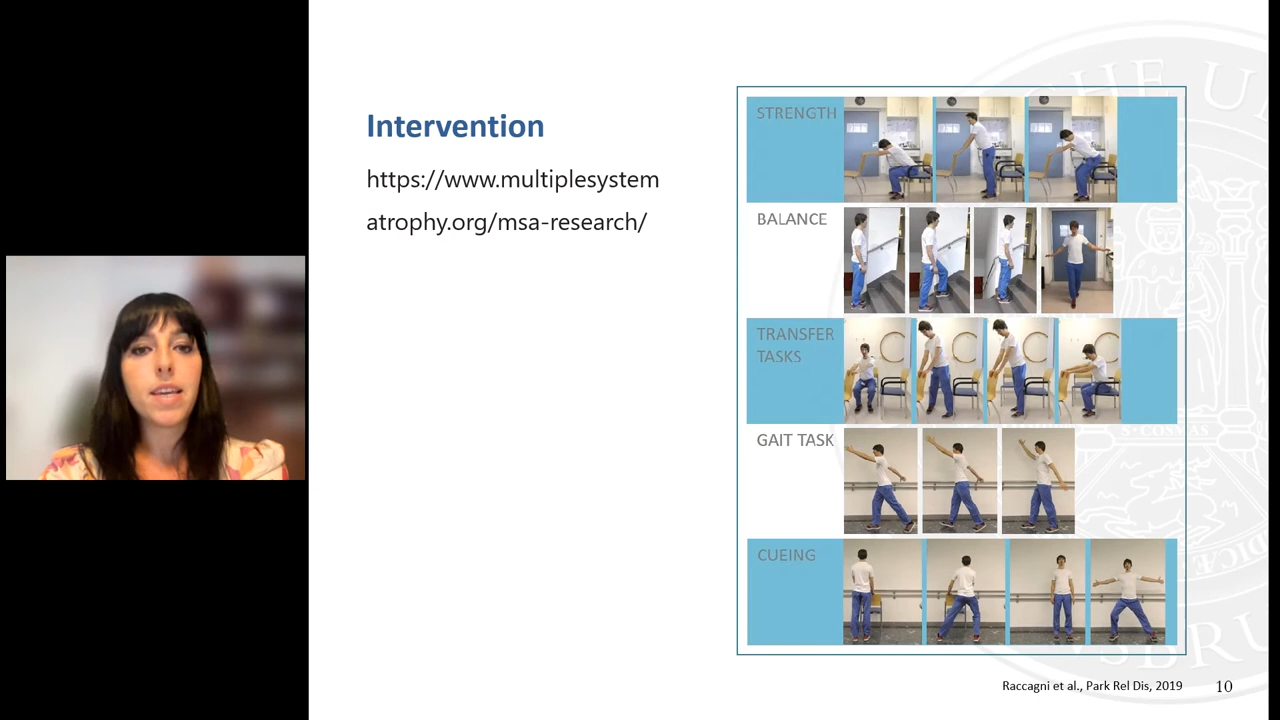 Intervention
https://www.multiplesystem
atrophy.org/msa-research/
STRENGTH
BALANCE
TRANSFER
TASKS
GAIT TASK
CUEING
S·COSMAS
Raccagni et al., Park Rel Dis, 2019
10